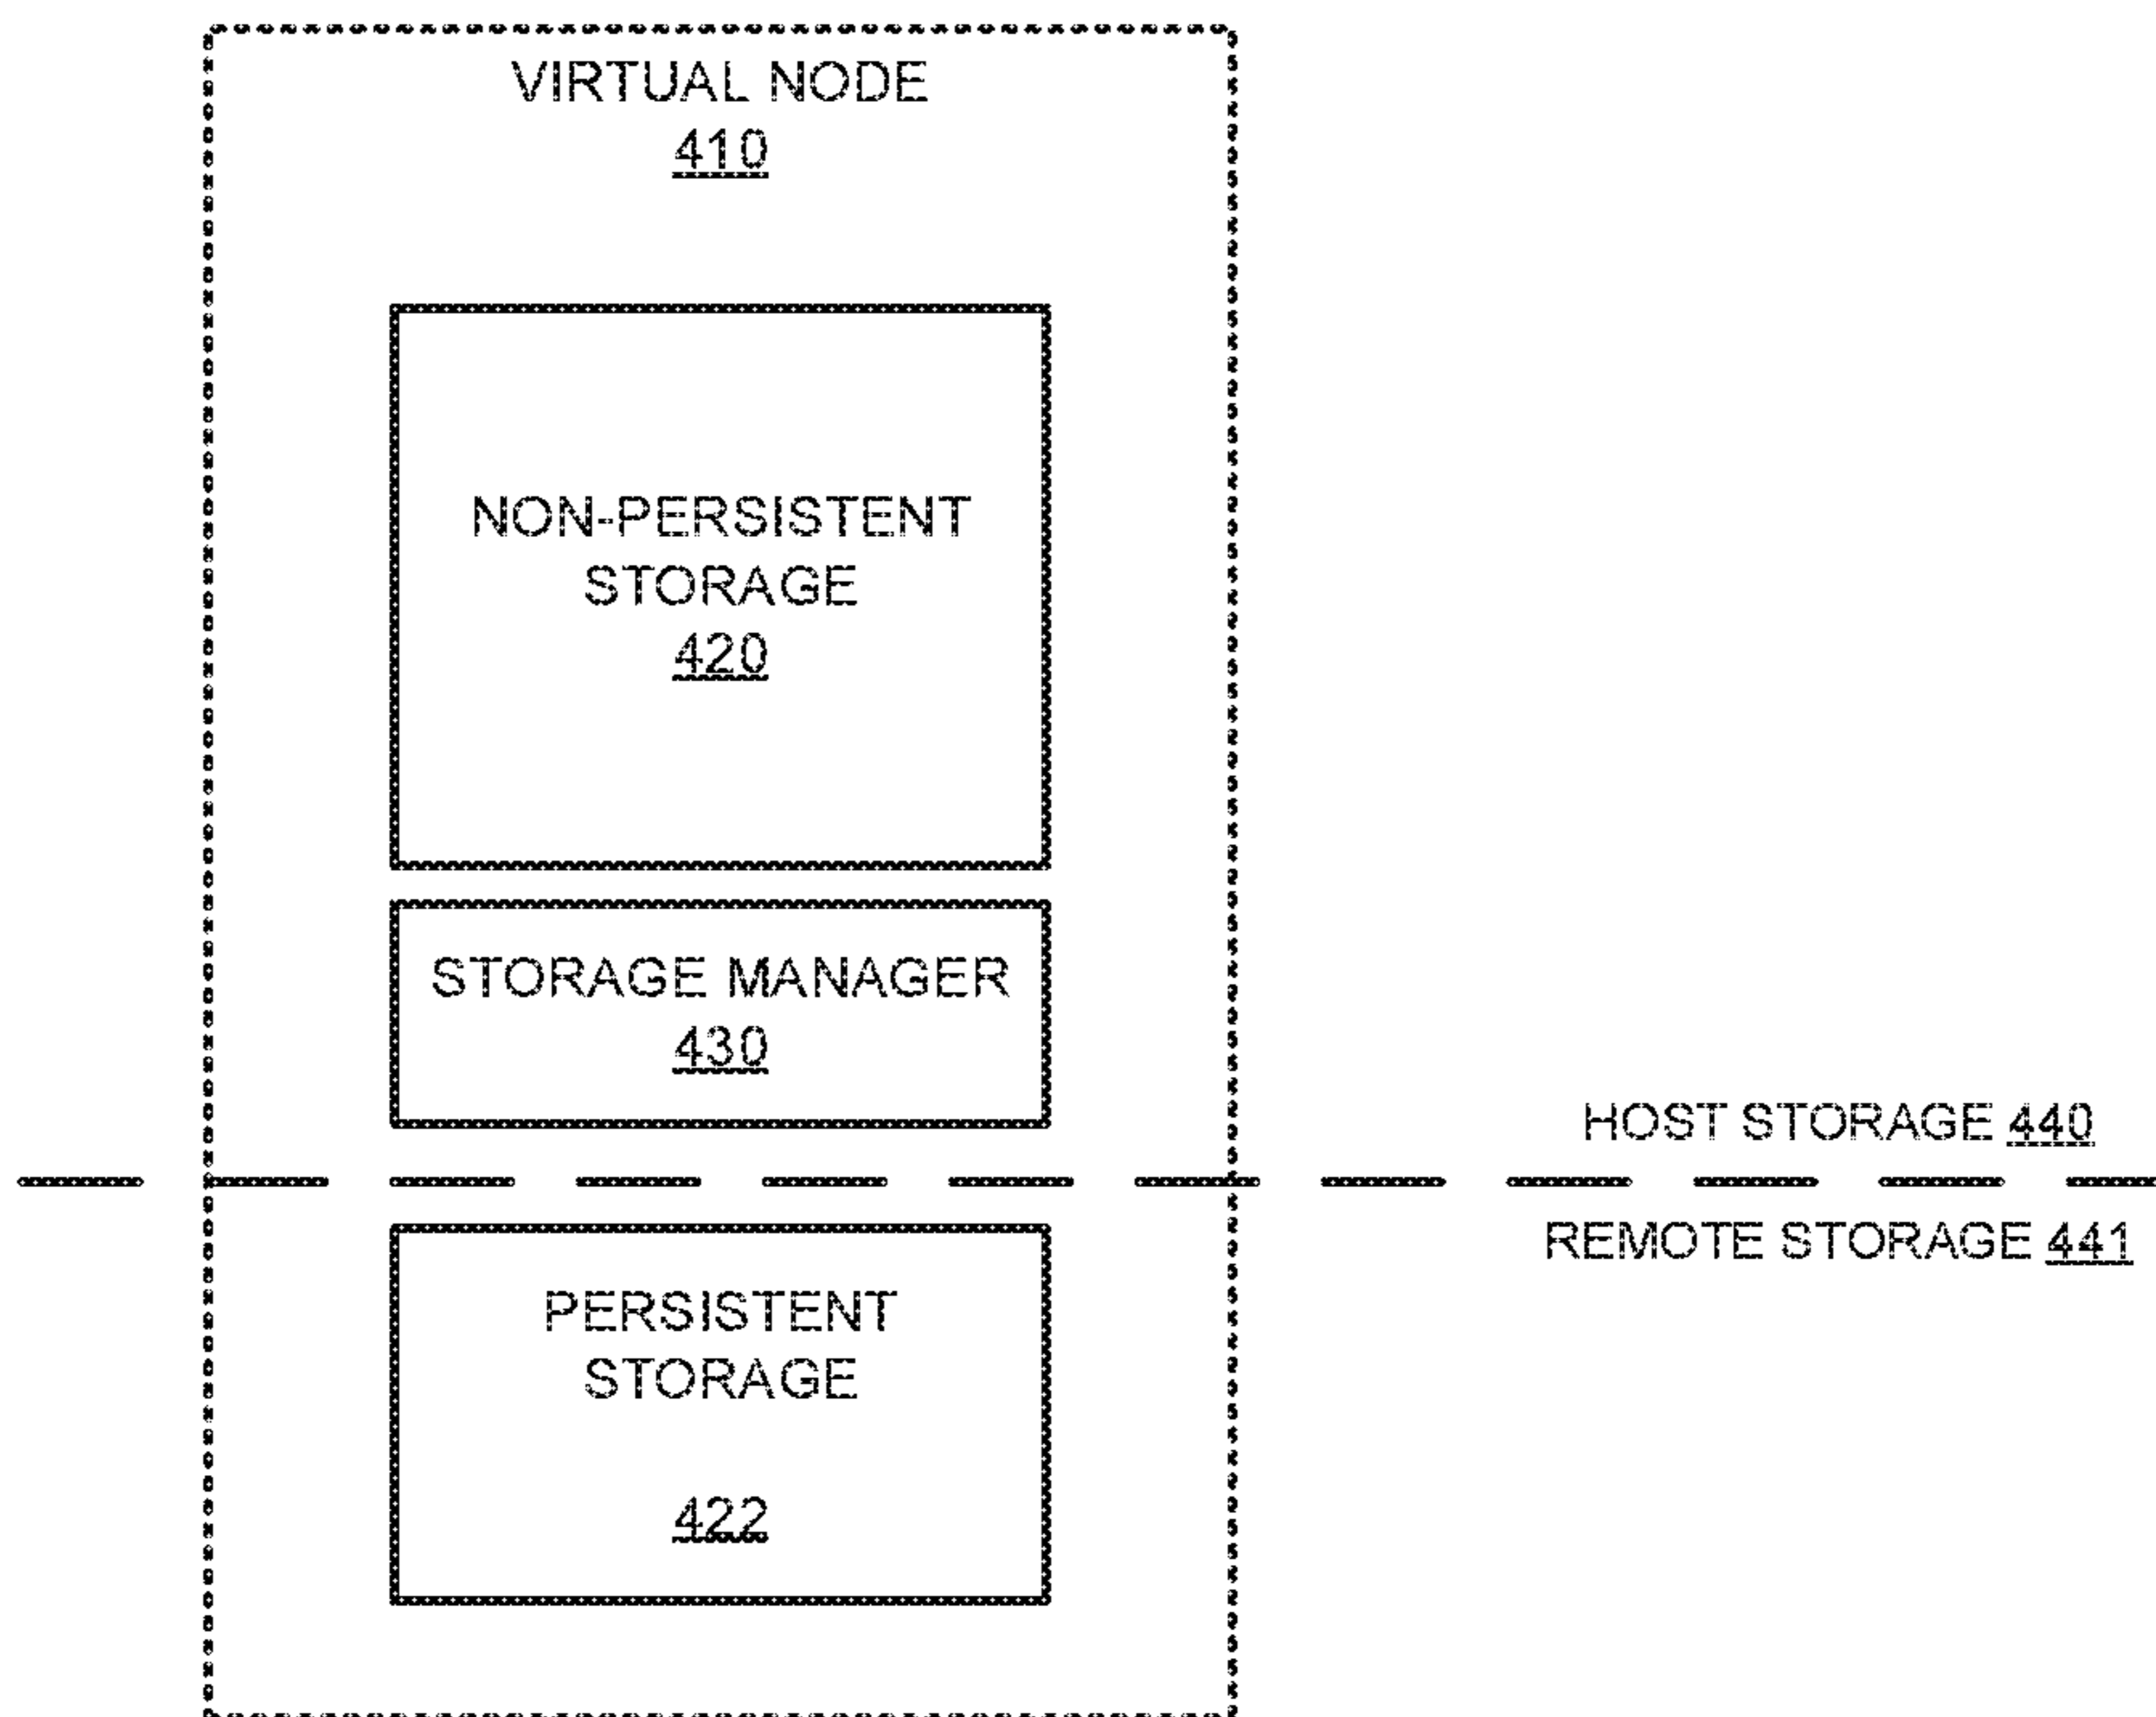 VIRTUAL NODE
410
NON-PERSISTENT
STORAGE
420
STORAGE MANAGER
430
HOST STORAGE 440
REMOTE STORAGE 441
PERSISTENT
STORAGE
422